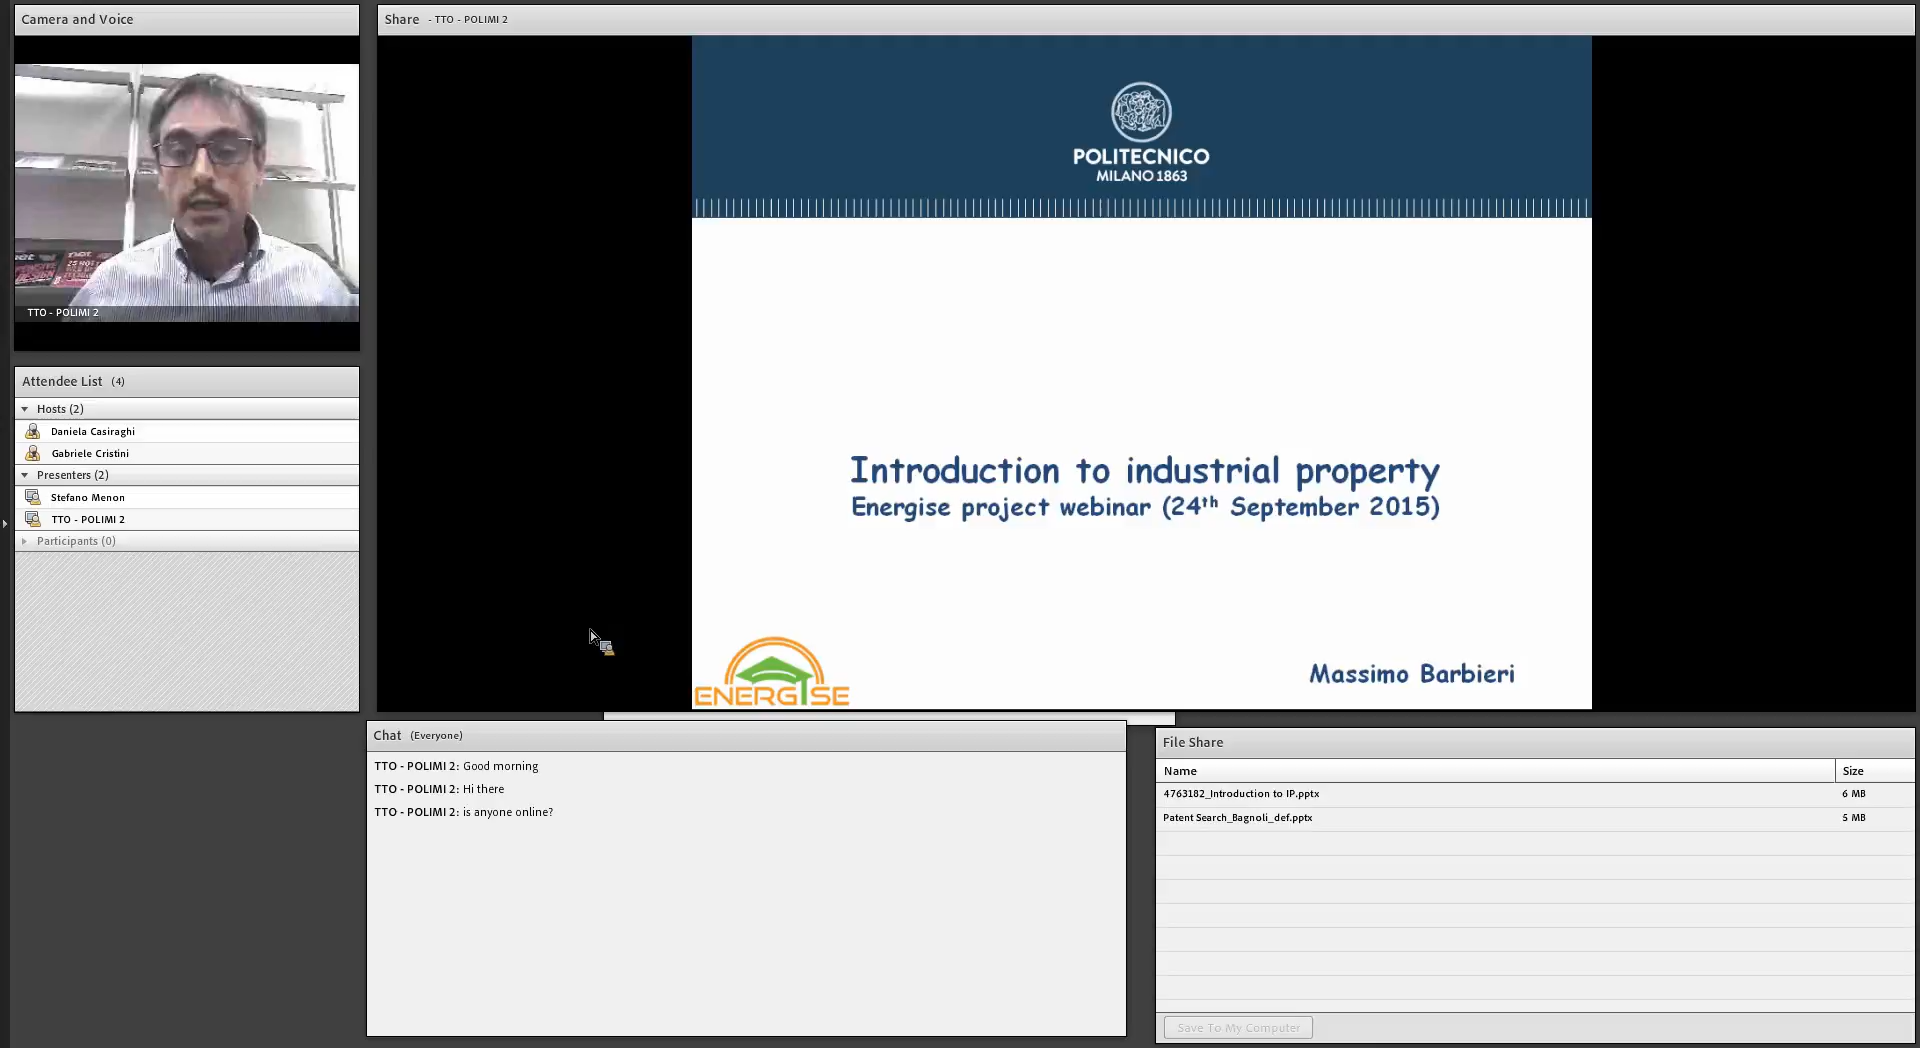 Camera and Voice
TTO - POLIMI 2
Attendee List (4)
Hosts (2)
Daniela Casiraghi
Gabriele Cristini
Presenters (2)
Stefano Menon
TTO - POLIMI 2
Participants (0)
Share - TTO - POLIMI 2
POLITECNICO
MILANO 1863
Introduction to industrial property
Energise project webinar (24th September 2015)
ENERGISE
Massimo Barbieri
Chat (Everyone)
TTO - POLIMI 2: Good morning
TTO - POLIMI 2: Hi there
TTO - POLIMI 2: is anyone online?
File Share
Name Size
4763182_Introduction to IP.pptx 6 MB
Patent Search_Bagnoli_def.pptx 5 MB
Save To My Computer